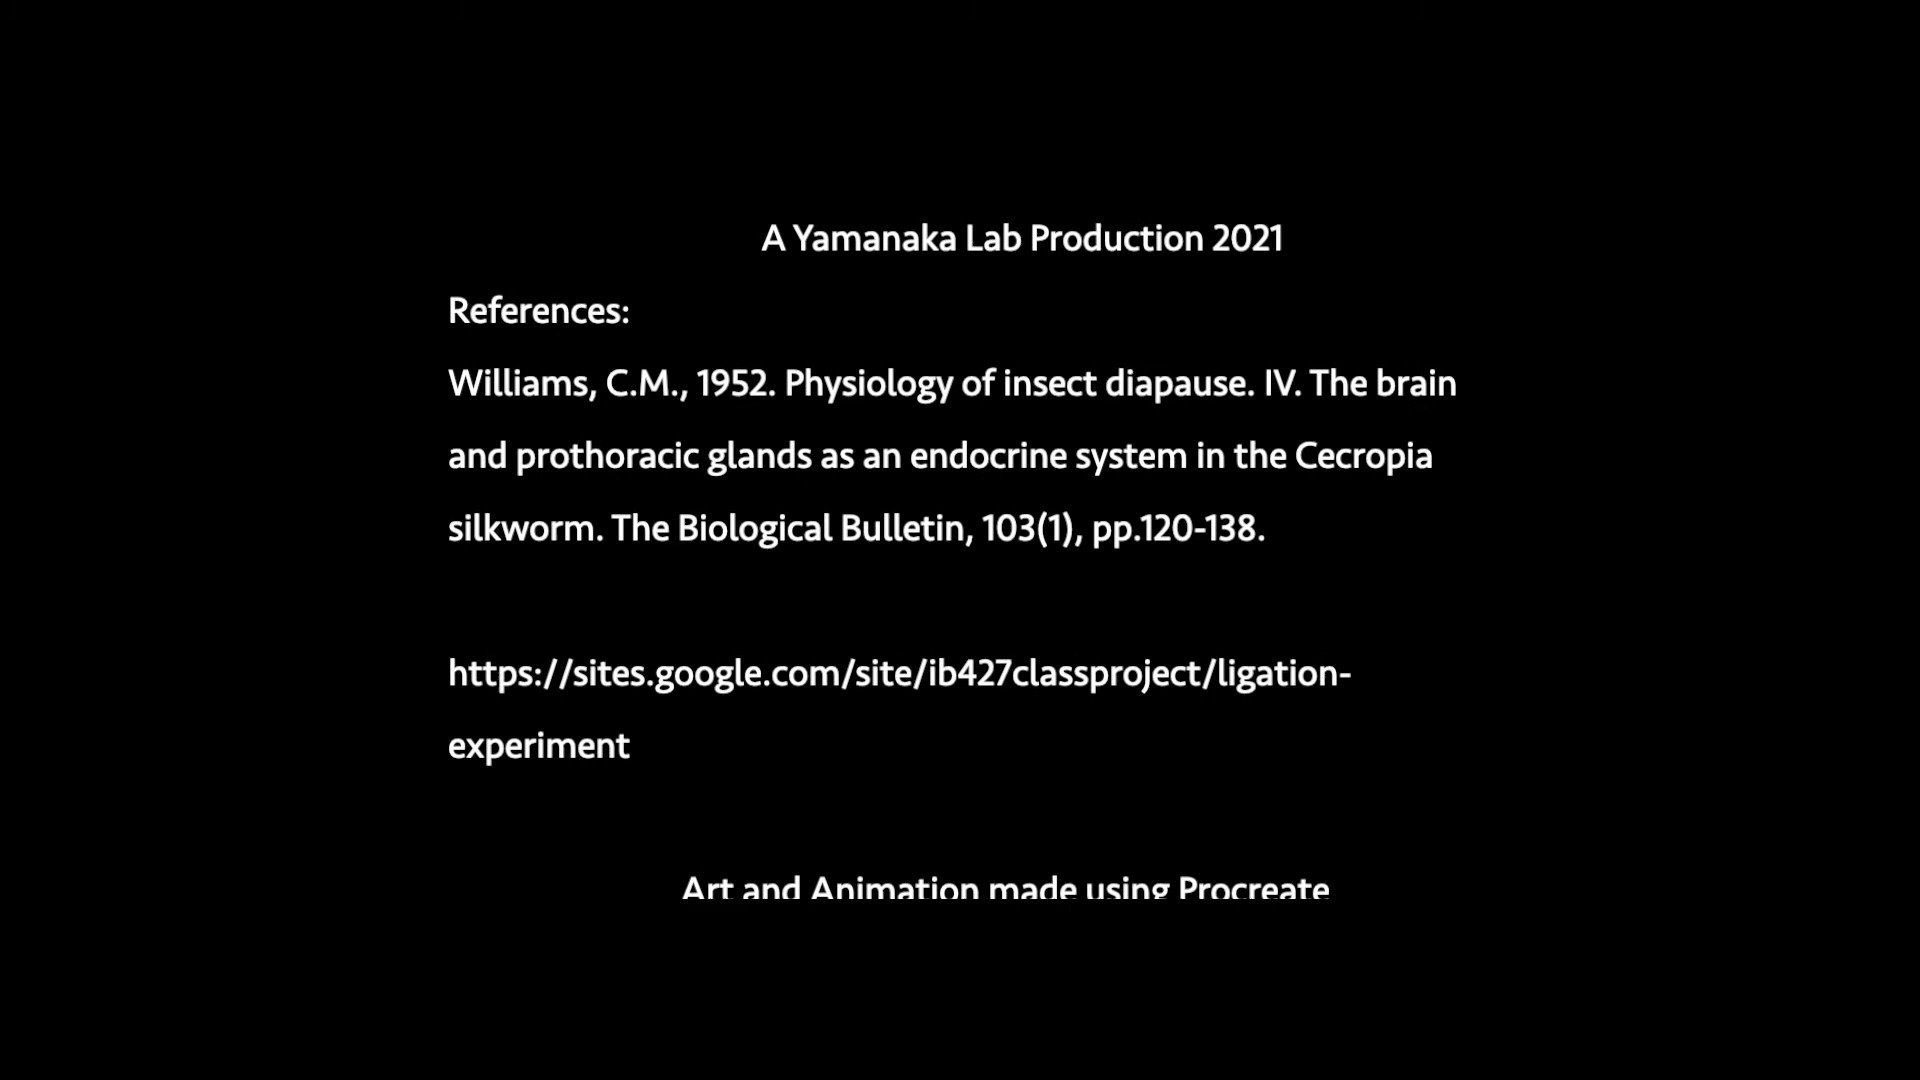 A Yamanaka Lab Production 2021
References:
Williams, C.M., 1952. Physiology of insect diapause. IV. The brain
and prothoracic glands as an endocrine system in the Cecropia
silkworm. The Biological Bulletin, 103(1), pp.120-138.
https://sites.google.com/site/ib427classproject/ligation-
experiment
Art and Animation made using Procreate